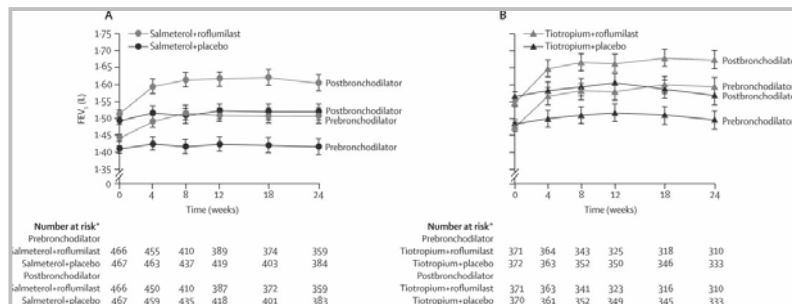 A
Salmeterol+roflumilast
Salmeterol+placebo
1·75
1·70
1·65
1·60
1·55
1·50
1·45
1·40
1·35
0
FEV₁ (L)
Postbronchodilator
Postbronchodilator
Prebronchodilator
Prebronchodilator
0 4 8 12 18 24
Time (weeks)
B
Tiotropium+roflumilast
Tiotropium+placebo
Postbronchodilator
Prebronchodilator
Postbronchodilator
Prebronchodilator
0 4 8 12 18 24
Time (weeks)
Number at risk*
Prebronchodilator
Salmeterol+roflumilast 466 455 410 389 374 359
Salmeterol+placebo 467 463 437 419 403 384
Postbronchodilator
Salmeterol+roflumilast 466 450 410 387 372 359
Salmeterol+placebo 467 459 435 418 401 383
Number at risk*
Prebronchodilator
Tiotropium+roflumilast 371 364 343 325 318 310
Tiotropium+placebo 372 363 352 350 346 333
Postbronchodilator
Tiotropium+roflumilast 371 363 341 323 316 310
Tiotropium+placebo 370 361 352 349 345 333